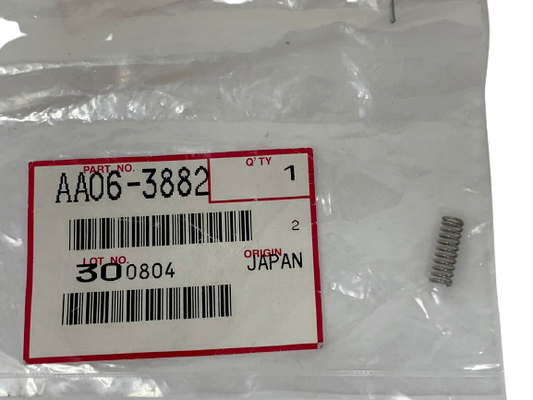 PART NO.
Q'TY
AA06-3882
1
2
LOT NO.
ORIGIN
300804
JAPAN